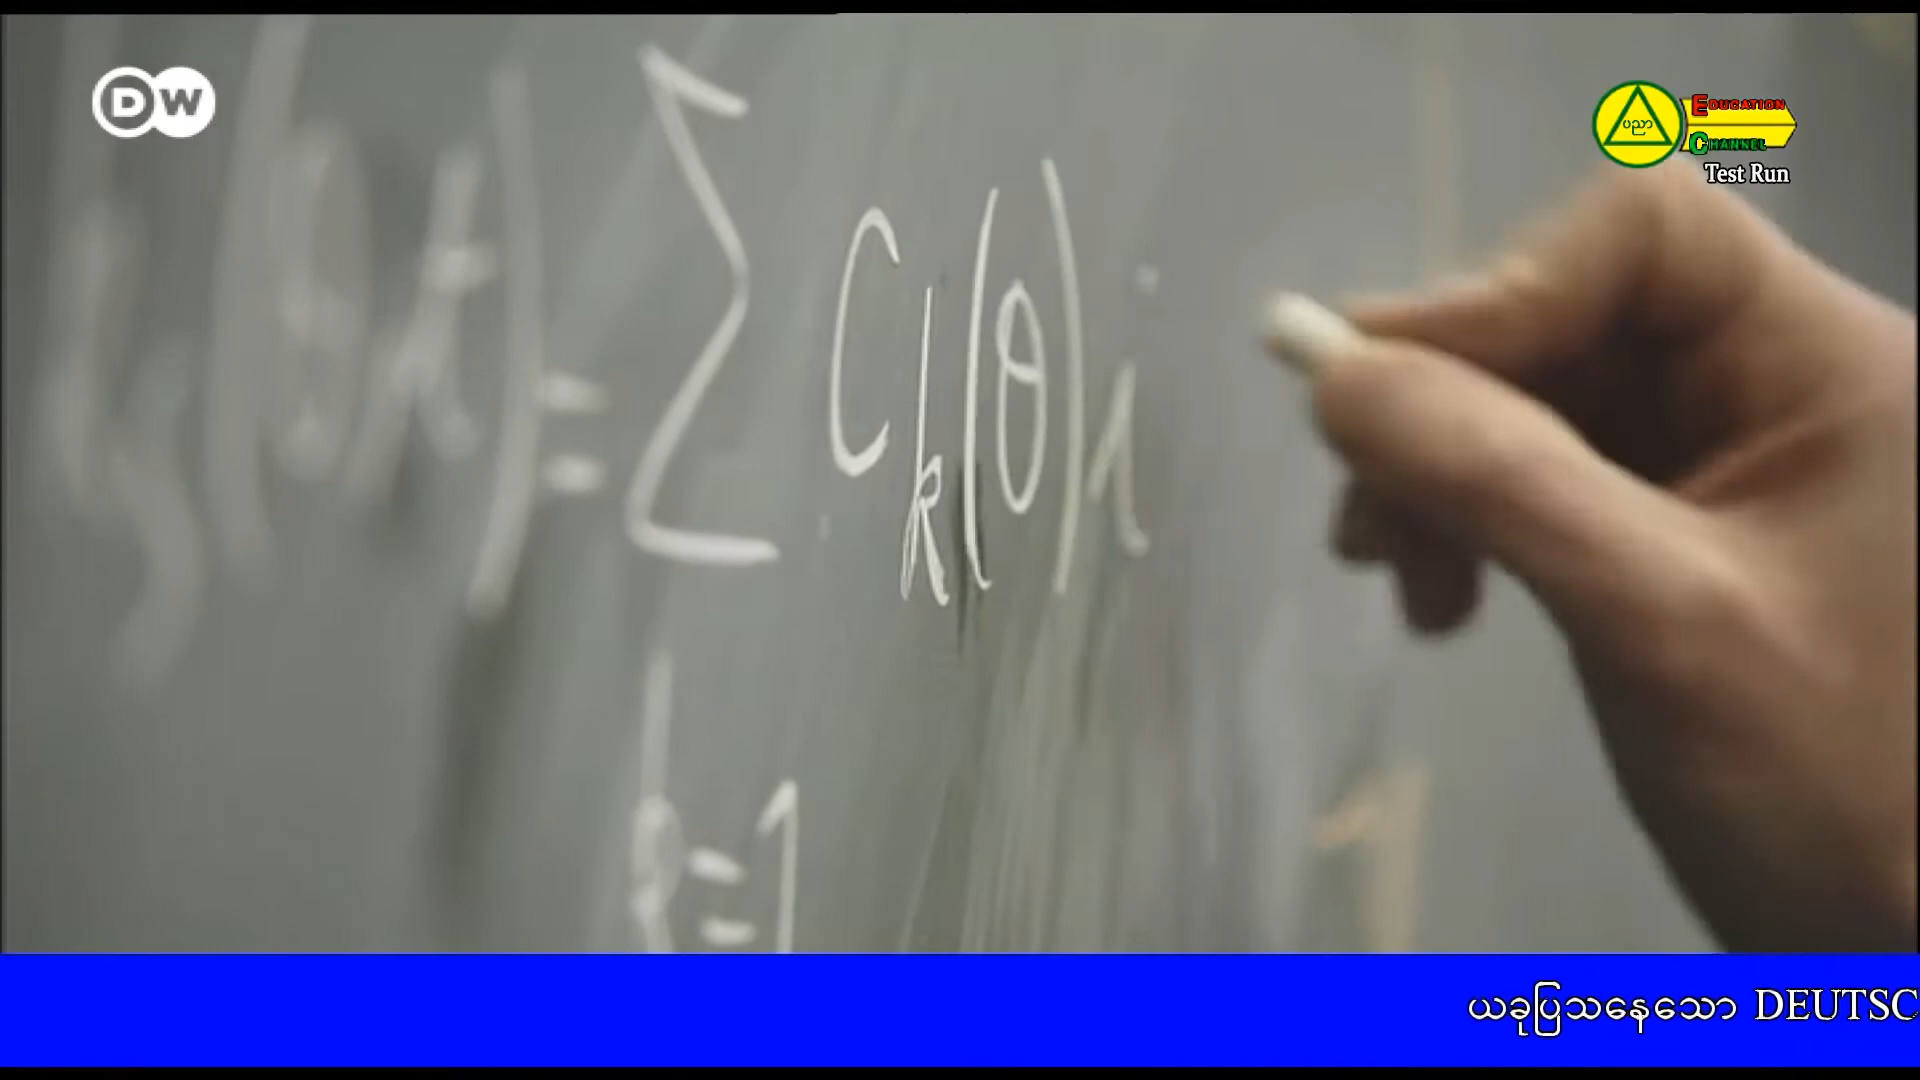 DW
EDUCATION
ပညာ
CHANNEL
Test Run
= Σ C_k(θ) i
k=1
ယခုပြသနေသော DEUTSC